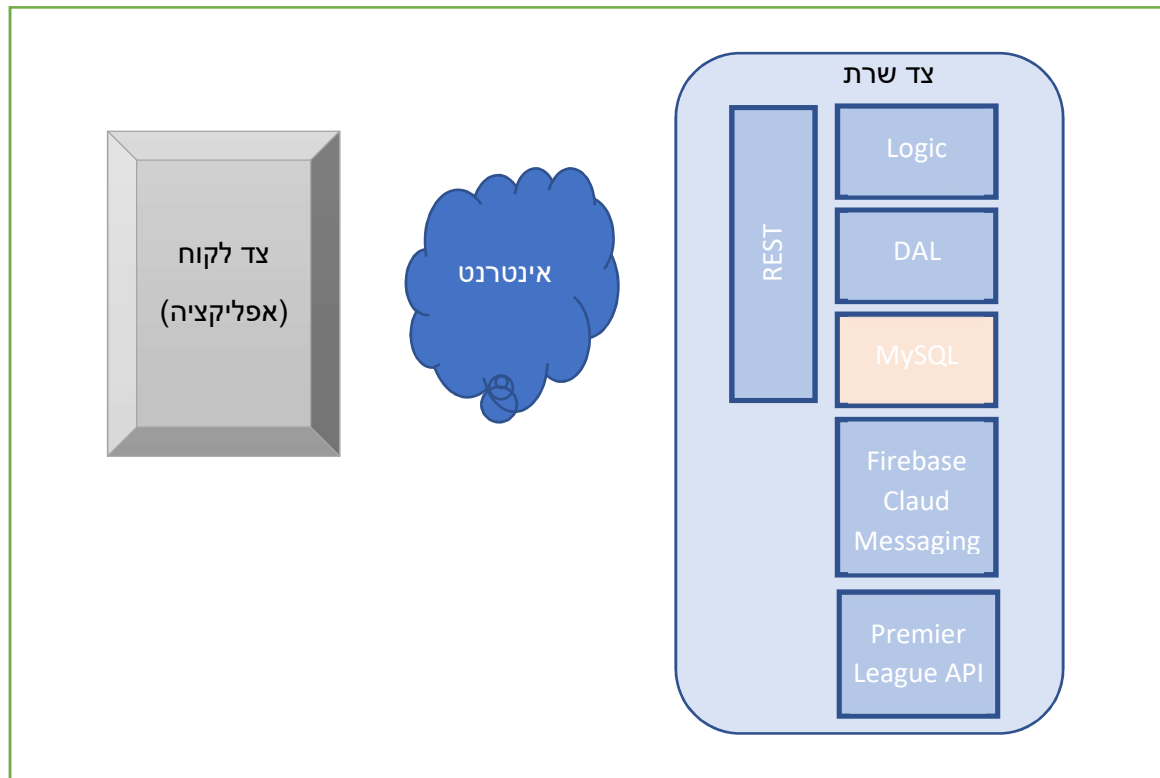 צד שרת
צד לקוח
(אפליקציה)
אינטרנט
REST
Logic
DAL
MySQL
Firebase
Claud
Messaging
Premier
League API